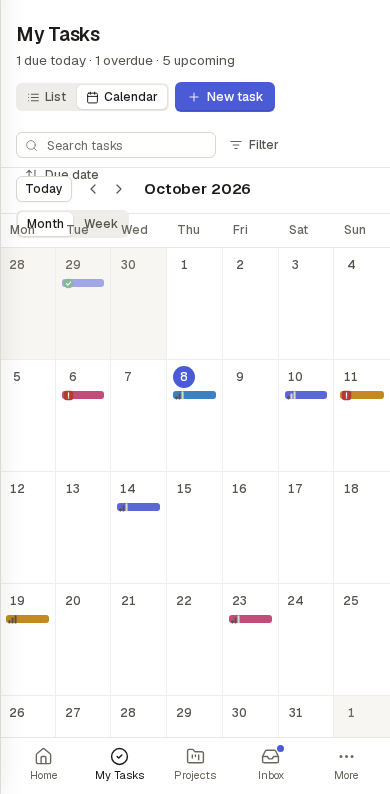 My Tasks
1 due today · 1 overdue · 5 upcoming
List Calendar New task
Search tasks Filter
Due date
Today October 2026
Month Week
Mon Tue Wed Thu Fri Sat Sun
28 29 30 1 2 3 4
5 6 7 8 9 10 11
12 13 14 15 16 17 18
19 20 21 22 23 24 25
26 27 28 29 30 31 1
Home My Tasks Projects Inbox More